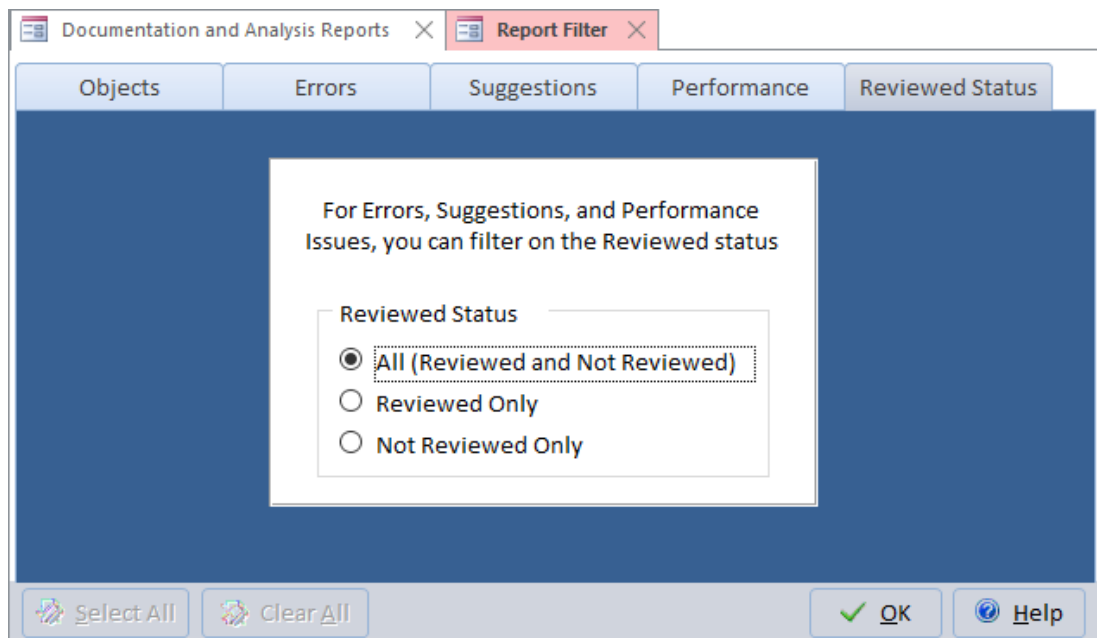 Documentation and Analysis Reports
Report Filter
Objects
Errors
Suggestions
Performance
Reviewed Status
For Errors, Suggestions, and Performance
Issues, you can filter on the Reviewed status
Reviewed Status
All (Reviewed and Not Reviewed)
Reviewed Only
Not Reviewed Only
Select All
Clear All
OK
Help